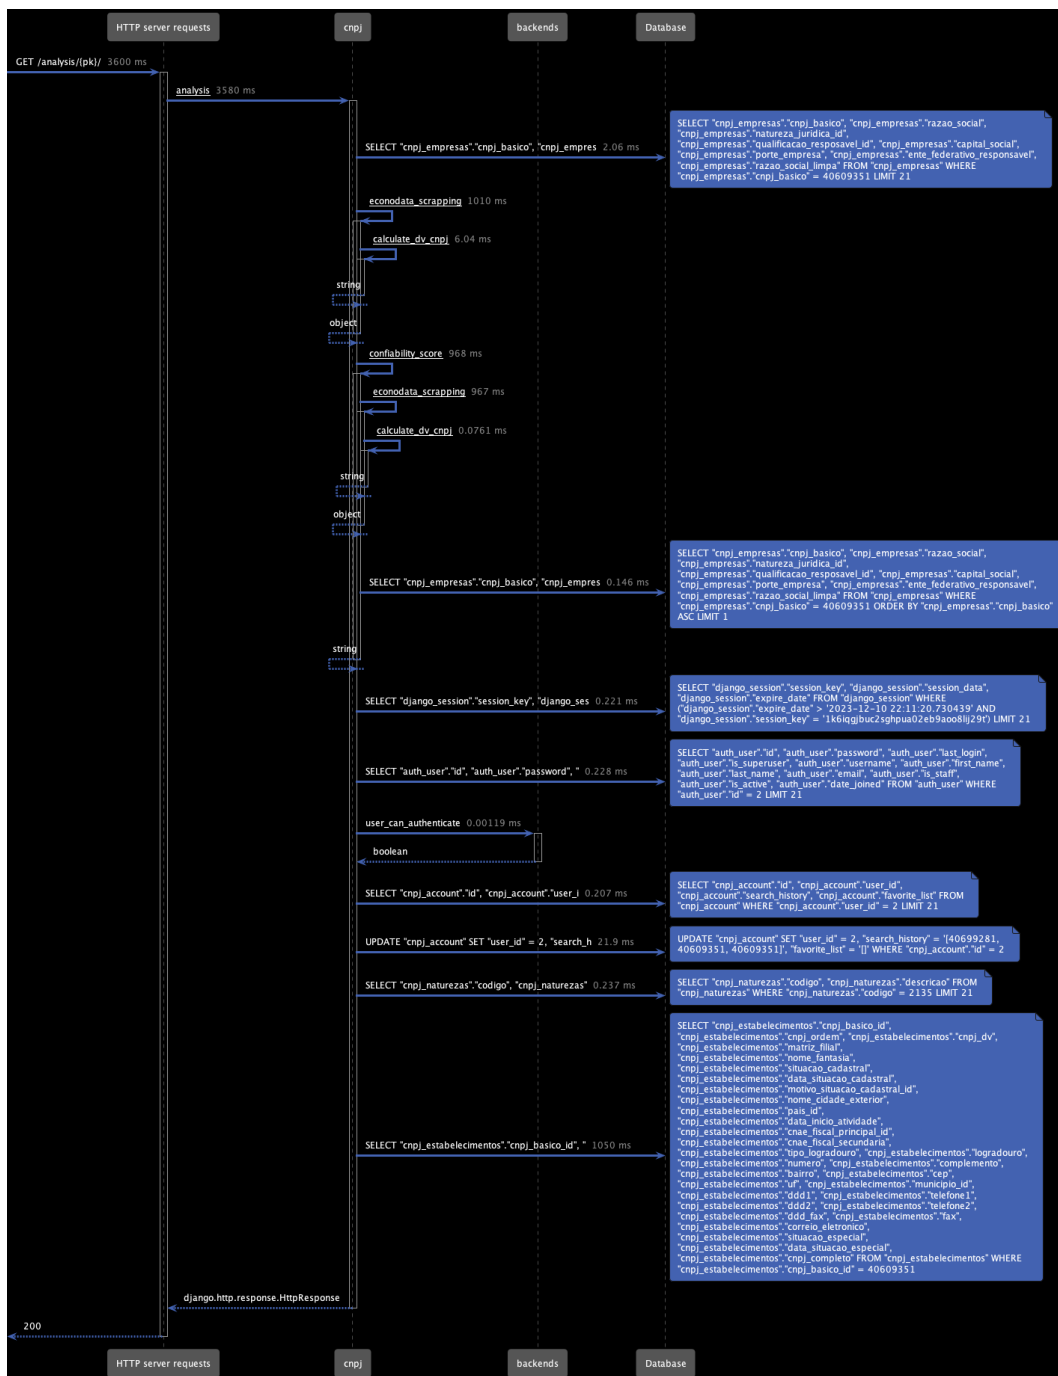 HTTP server requests
cnpj
backends
Database
GET /analysis/{pk}/ 3600 ms
analysis 3580 ms
SELECT "cnpj_empresas"."cnpj_basico", "cnpj_empres 2.06 ms
SELECT "cnpj_empresas"."cnpj_basico", "cnpj_empresas"."razao_social",
"cnpj_empresas"."natureza_juridica_id",
"cnpj_empresas"."qualificacao_resposavel_id", "cnpj_empresas"."capital_social",
"cnpj_empresas"."porte_empresa", "cnpj_empresas"."ente_federativo_responsavel",
"cnpj_empresas"."razao_social_limpa" FROM "cnpj_empresas" WHERE
"cnpj_empresas"."cnpj_basico" = 40609351 LIMIT 21
econodata_scrapping 1010 ms
calculate_dv_cnpj 6.04 ms
string
object
confiability_score 968 ms
econodata_scrapping 967 ms
calculate_dv_cnpj 0.0761 ms
string
object
SELECT "cnpj_empresas"."cnpj_basico", "cnpj_empres 0.146 ms
SELECT "cnpj_empresas"."cnpj_basico", "cnpj_empresas"."razao_social",
"cnpj_empresas"."natureza_juridica_id",
"cnpj_empresas"."qualificacao_resposavel_id", "cnpj_empresas"."capital_social",
"cnpj_empresas"."porte_empresa", "cnpj_empresas"."ente_federativo_responsavel",
"cnpj_empresas"."razao_social_limpa" FROM "cnpj_empresas" WHERE
"cnpj_empresas"."cnpj_basico" = 40609351 ORDER BY "cnpj_empresas"."cnpj_basico"
ASC LIMIT 1
string
SELECT "django_session"."session_key", "django_ses 0.221 ms
SELECT "django_session"."session_key", "django_session"."session_data",
"django_session"."expire_date" FROM "django_session" WHERE
("django_session"."expire_date" > '2023-12-10 22:11:20.730439' AND
"django_session"."session_key" = '1k6iqgjbuc2sghpua02eb9aoo8lij29t') LIMIT 21
SELECT "auth_user"."id", "auth_user"."password", " 0.228 ms
SELECT "auth_user"."id", "auth_user"."password", "auth_user"."last_login",
"auth_user"."is_superuser", "auth_user"."username", "auth_user"."first_name",
"auth_user"."last_name", "auth_user"."email", "auth_user"."is_staff",
"auth_user"."is_active", "auth_user"."date_joined" FROM "auth_user" WHERE
"auth_user"."id" = 2 LIMIT 21
user_can_authenticate 0.00119 ms
boolean
SELECT "cnpj_account"."id", "cnpj_account"."user_i 0.207 ms
SELECT "cnpj_account"."id", "cnpj_account"."user_id",
"cnpj_account"."search_history", "cnpj_account"."favorite_list" FROM
"cnpj_account" WHERE "cnpj_account"."user_id" = 2 LIMIT 21
UPDATE "cnpj_account" SET "user_id" = 2, "search_h 21.9 ms
UPDATE "cnpj_account" SET "user_id" = 2, "search_history" = '[40699281,
40609351, 40609351]', "favorite_list" = '[]' WHERE "cnpj_account"."id" = 2
SELECT "cnpj_naturezas"."codigo", "cnpj_naturezas" 0.237 ms
SELECT "cnpj_naturezas"."codigo", "cnpj_naturezas"."descricao" FROM
"cnpj_naturezas" WHERE "cnpj_naturezas"."codigo" = 2135 LIMIT 21
SELECT "cnpj_estabelecimentos"."cnpj_basico_id", " 1050 ms
SELECT "cnpj_estabelecimentos"."cnpj_basico_id",
"cnpj_estabelecimentos"."cnpj_ordem", "cnpj_estabelecimentos"."cnpj_dv",
"cnpj_estabelecimentos"."matriz_filial",
"cnpj_estabelecimentos"."nome_fantasia",
"cnpj_estabelecimentos"."situacao_cadastral",
"cnpj_estabelecimentos"."data_situacao_cadastral",
"cnpj_estabelecimentos"."motivo_situacao_cadastral_id",
"cnpj_estabelecimentos"."nome_cidade_exterior",
"cnpj_estabelecimentos"."pais_id",
"cnpj_estabelecimentos"."data_inicio_atividade",
"cnpj_estabelecimentos"."cnae_fiscal_principal_id",
"cnpj_estabelecimentos"."cnae_fiscal_secundaria",
"cnpj_estabelecimentos"."tipo_logradouro", "cnpj_estabelecimentos"."logradouro",
"cnpj_estabelecimentos"."numero", "cnpj_estabelecimentos"."complemento",
"cnpj_estabelecimentos"."bairro", "cnpj_estabelecimentos"."cep",
"cnpj_estabelecimentos"."uf", "cnpj_estabelecimentos"."municipio_id",
"cnpj_estabelecimentos"."ddd1", "cnpj_estabelecimentos"."telefone1",
"cnpj_estabelecimentos"."ddd2", "cnpj_estabelecimentos"."telefone2",
"cnpj_estabelecimentos"."ddd_fax", "cnpj_estabelecimentos"."fax",
"cnpj_estabelecimentos"."correio_eletronico",
"cnpj_estabelecimentos"."situacao_especial",
"cnpj_estabelecimentos"."data_situacao_especial",
"cnpj_estabelecimentos"."cnpj_completo" FROM "cnpj_estabelecimentos" WHERE
"cnpj_estabelecimentos"."cnpj_basico_id" = 40609351
django.http.response.HttpResponse
200
HTTP server requests
cnpj
backends
Database